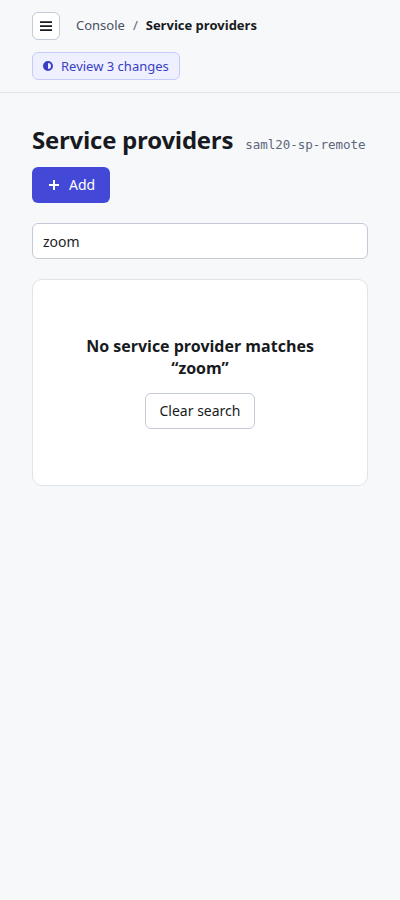 Console / Service providers
Review 3 changes
Service providers saml20-sp-remote
Add
zoom
No service provider matches
“zoom”
Clear search